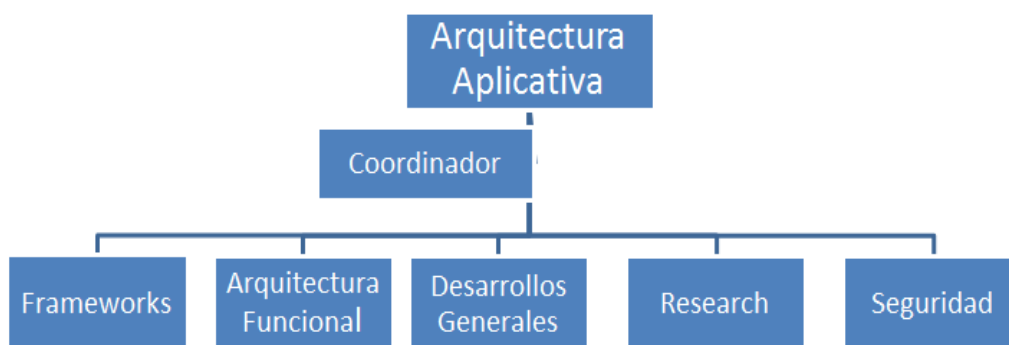 Arquitectura
Aplicativa
Coordinador
Frameworks
Arquitectura
Funcional
Desarrollos
Generales
Research
Seguridad